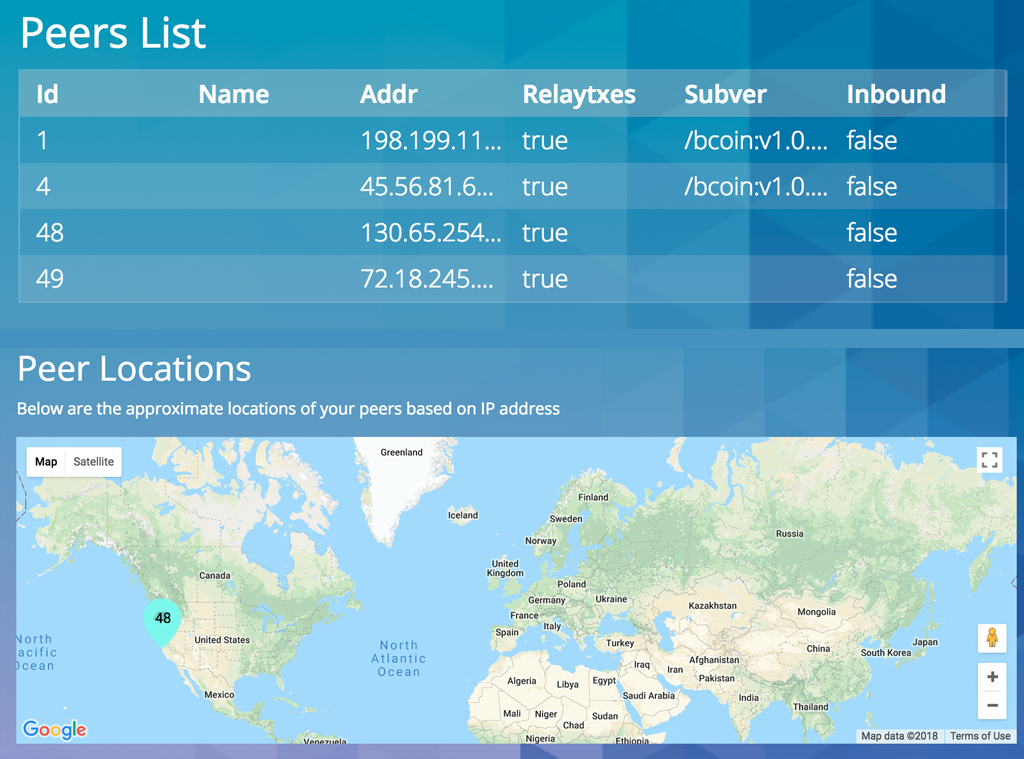 Peers List
Id Name Addr Relaytxes Subver Inbound
1 198.199.11... true /bcoin:v1.0.... false
4 45.56.81.6... true /bcoin:v1.0.... false
48 130.65.254... true false
49 72.18.245.... true false
Peer Locations
Below are the approximate locations of your peers based on IP address
Map Satellite
Greenland
Iceland
Finland
Sweden
Norway
Russia
United Kingdom
Canada
Poland
Germany
Ukraine
Kazakhstan
Mongolia
48
France
Italy
Spain
Turkey
United States
North
acific
Ocean
North
Atlantic
Ocean
China
Japan
South Korea
Iraq
Iran
Afghanistan
Pakistan
Algeria
Libya
Egypt
Saudi Arabia
India
Mexico
Thailand
Mali
Niger
Chad
Sudan
Nigeria
Ethiopia
Venezuela
Google
Map data ©2018 Terms of Use